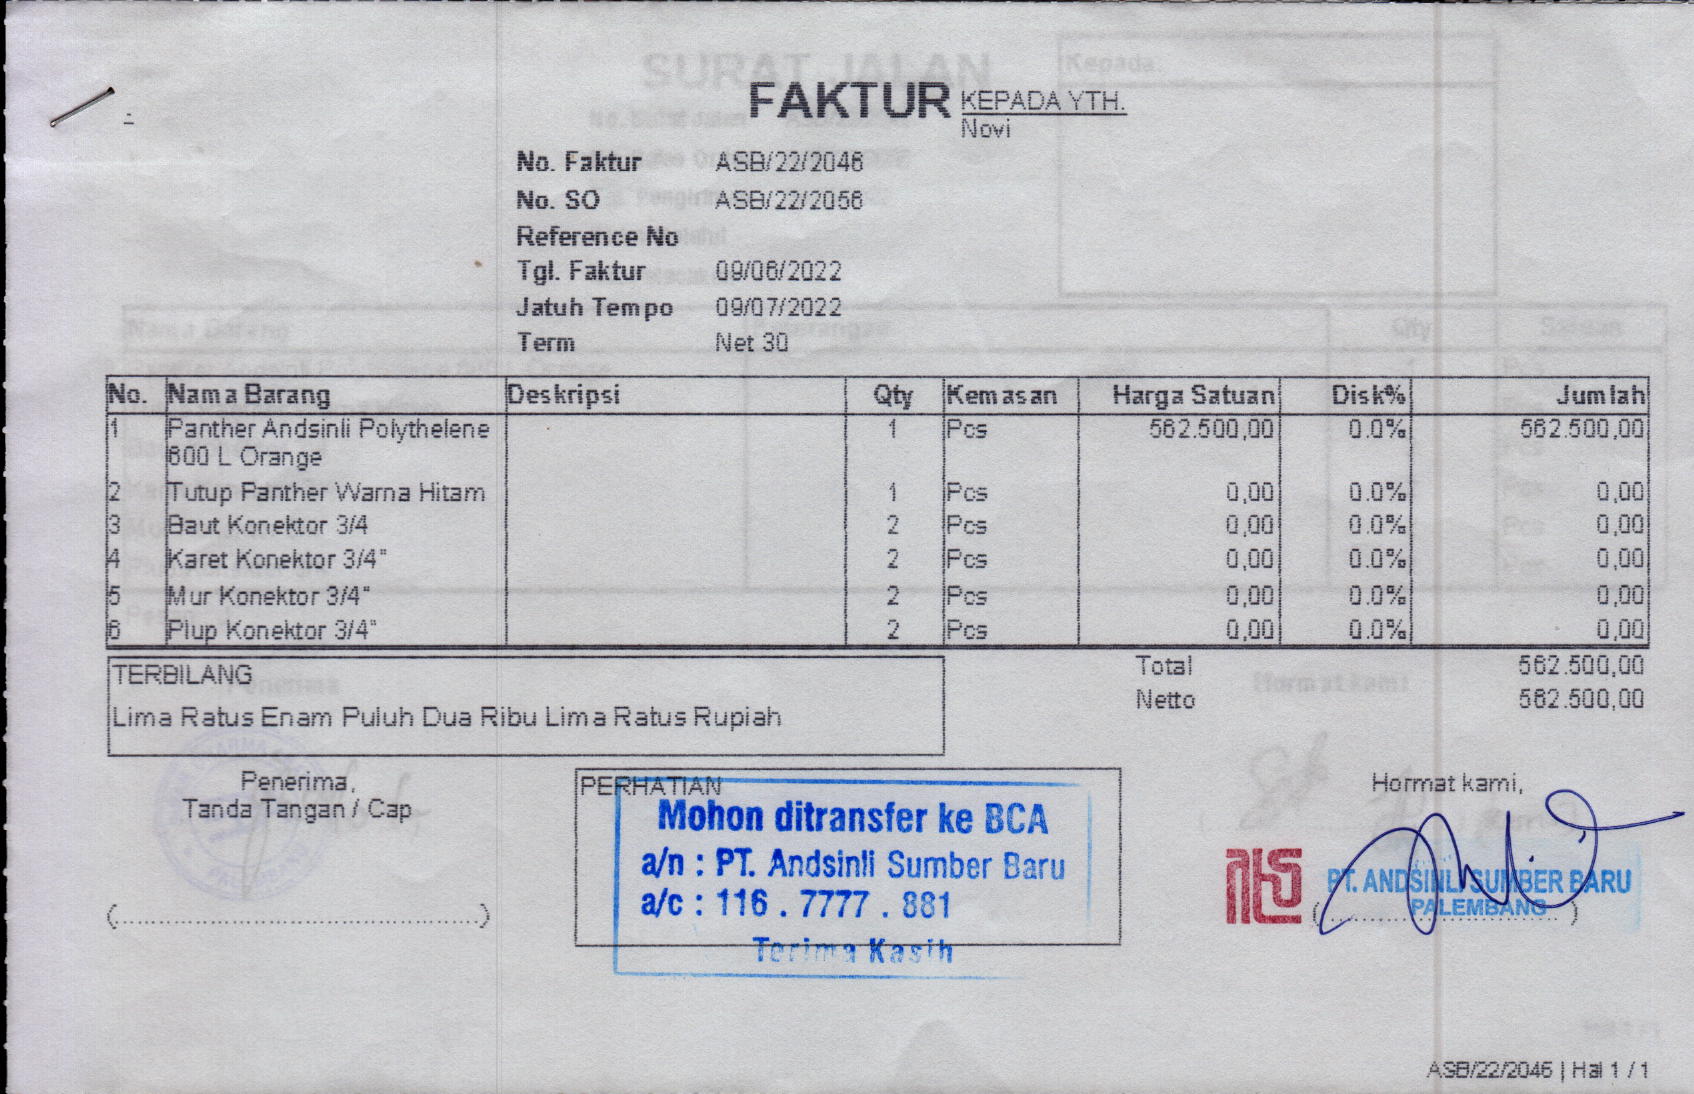 SURAT JALAN
Kepada
FAKTUR KEPADA YTH.
Novi
No. Faktur ASB/22/2046
No. SO ASB/22/2056
Reference No
Tgl. Faktur 09/06/2022
Jatuh Tempo 09/07/2022
Term Net 30
No. Nama Barang Deskripsi Qty Kemasan Harga Satuan Disk% Jumlah
1 Panther Andsinli Polythelene 1 Pcs 562.500,00 0.0% 562.500,00
600 L Orange
2 Tutup Panther Warna Hitam 1 Pcs 0,00 0.0% 0,00
3 Baut Konektor 3/4 2 Pcs 0,00 0.0% 0,00
4 Karet Konektor 3/4" 2 Pcs 0,00 0.0% 0,00
5 Mur Konektor 3/4" 2 Pcs 0,00 0.0% 0,00
6 Plup Konektor 3/4" 2 Pcs 0,00 0.0% 0,00
TERBILANG
Lima Ratus Enam Puluh Dua Ribu Lima Ratus Rupiah
Total 562.500,00
Netto 562.500,00
Penerima,
Tanda Tangan / Cap
PERHATIAN
Mohon ditransfer ke BCA
a/n : PT. Andsinli Sumber Baru
a/c : 116 . 7777 . 881
Terima Kasih
Hormat kami,
PT. ANDSINLI SUMBER BARU
PALEMBANG
ASB/22/2046 | Hal 1 / 1